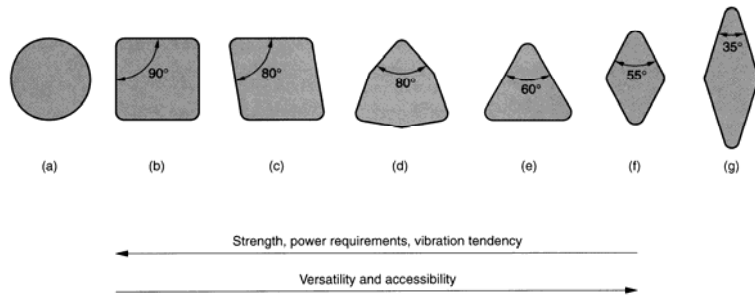 90° 80° 80° 60° 55° 35°
(a) (b) (c) (d) (e) (f) (g)
Strength, power requirements, vibration tendency
Versatility and accessibility